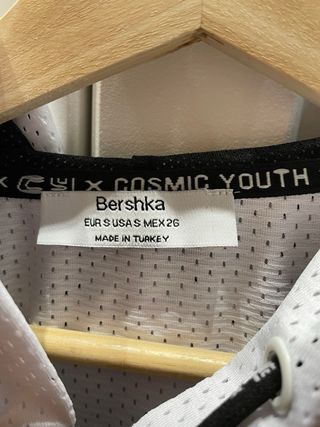 X COSMIC YOUTH
Bershka
EUR S USA S MEX 26
MADE IN TURKEY